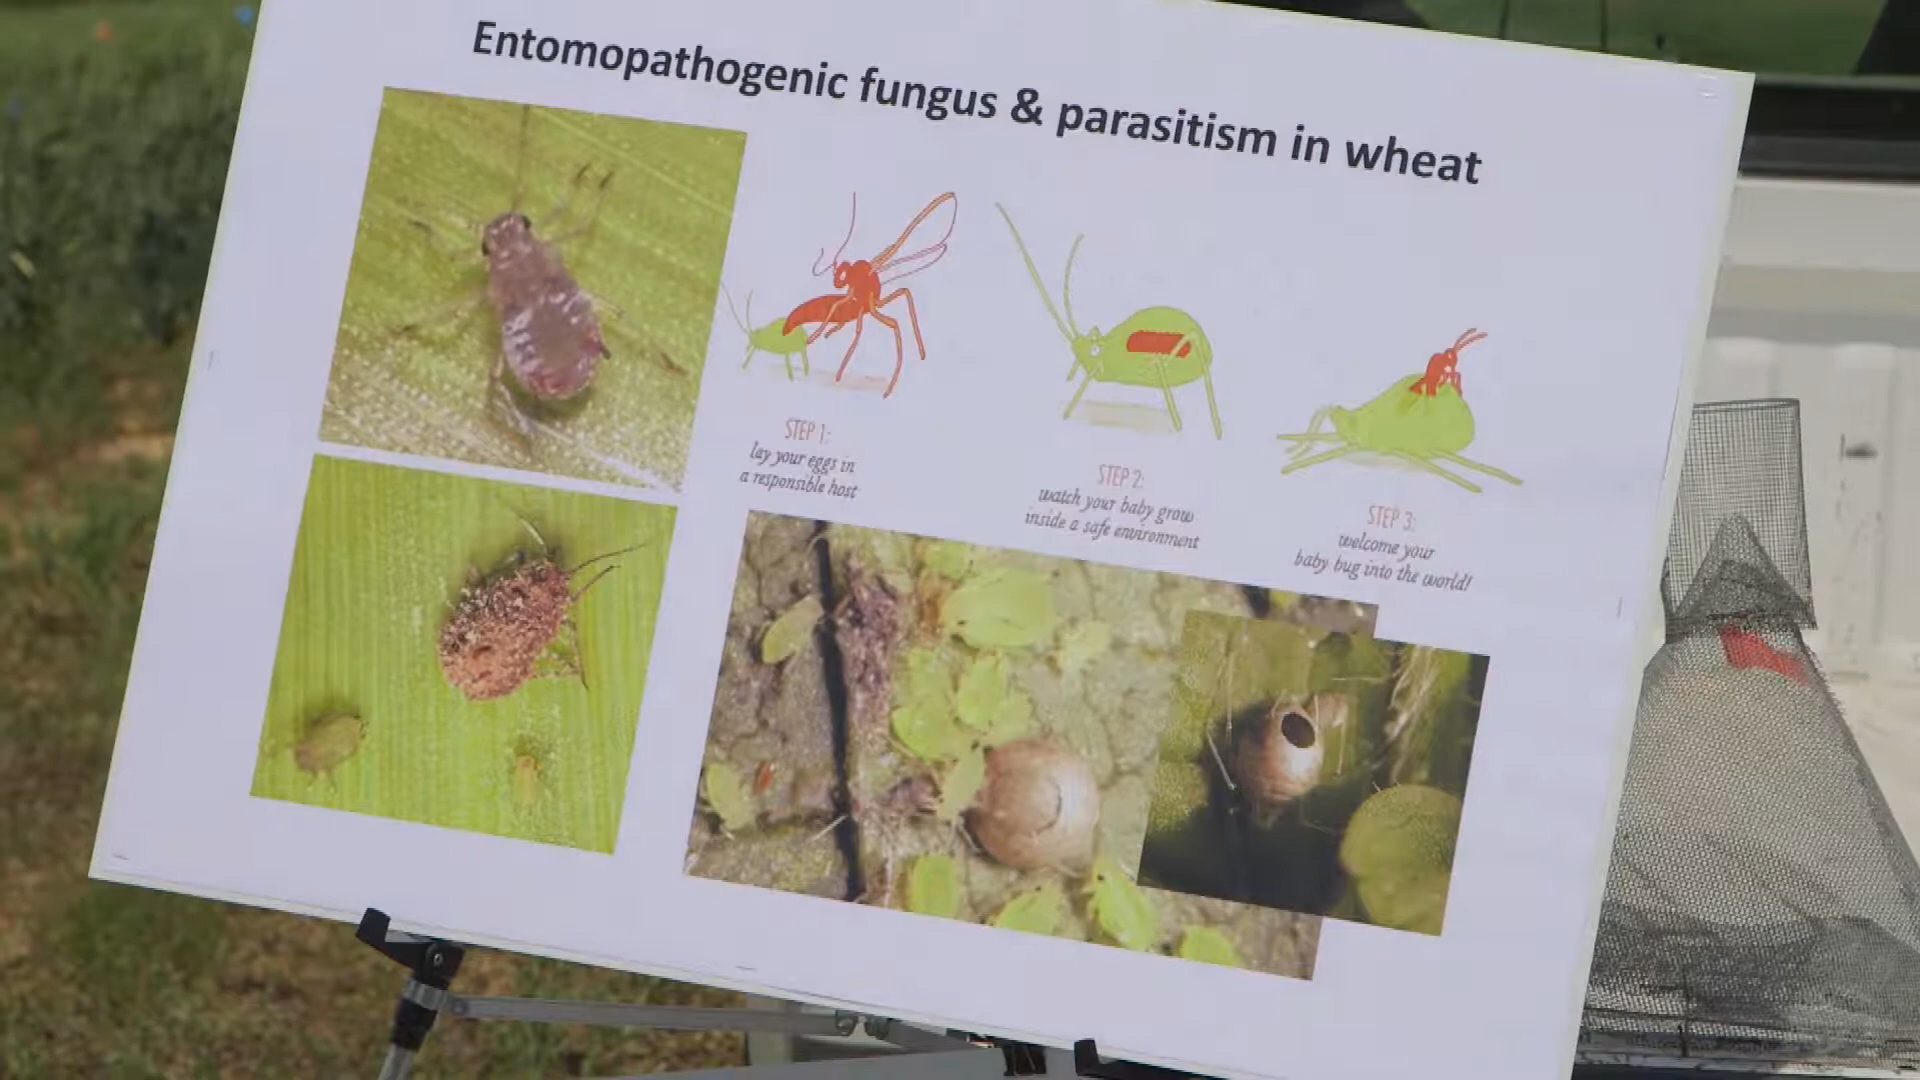 Entomopathogenic fungus & parasitism in wheat
STEP 1:
lay your eggs in
a responsible host
STEP 2:
watch your baby grow
inside a safe environment
STEP 3:
welcome your
baby bug into the world!